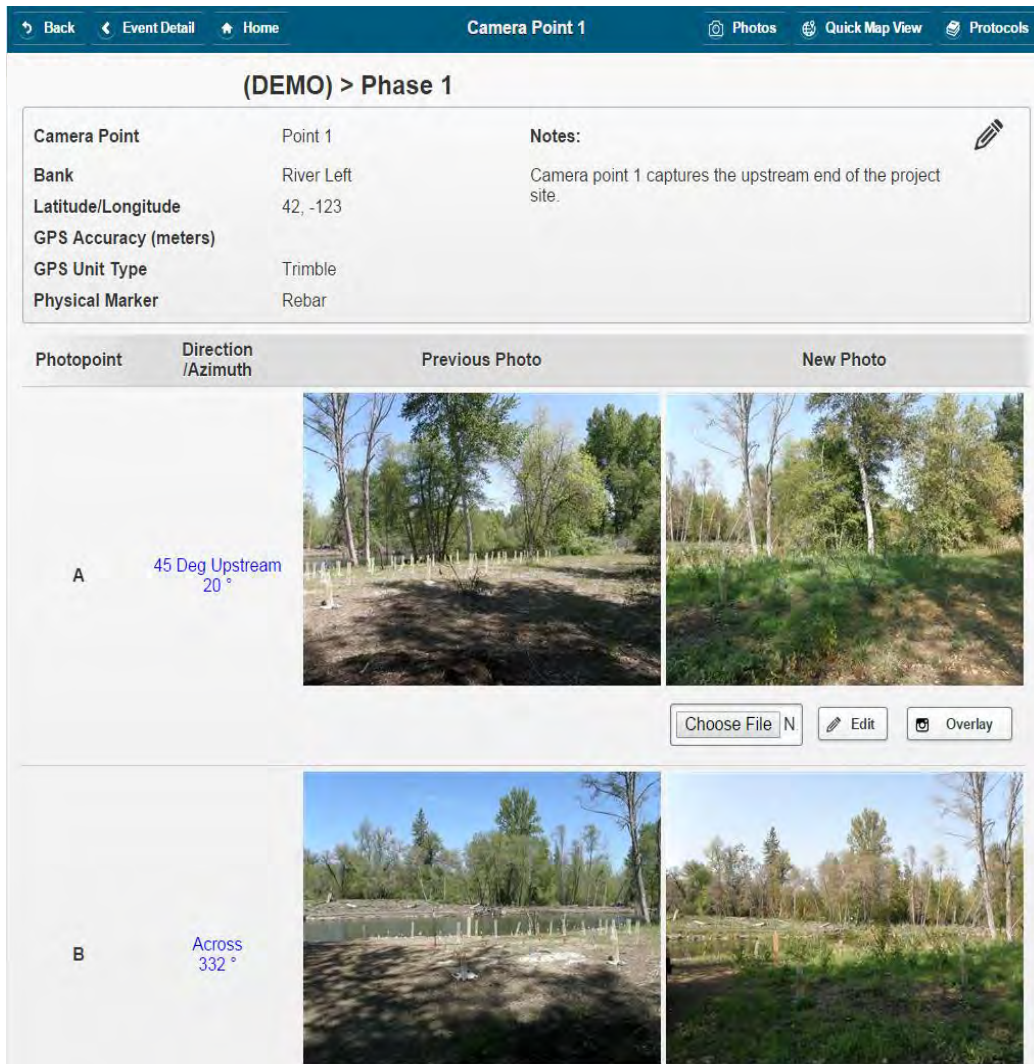 Back Event Detail Home Camera Point 1 Photos Quick Map View Protocols
(DEMO) > Phase 1
Camera Point Point 1 Notes:
Bank River Left Camera point 1 captures the upstream end of the project
site.
Latitude/Longitude 42, -123
GPS Accuracy (meters)
GPS Unit Type Trimble
Physical Marker Rebar
Photopoint Direction
/Azimuth Previous Photo New Photo
A 45 Deg Upstream
20 °
Choose File N Edit Overlay
B Across
332 °